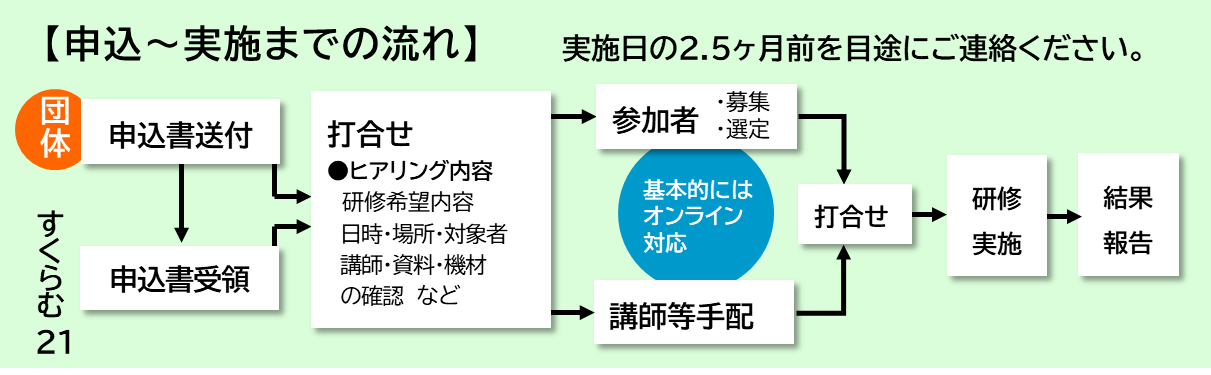 【申込～実施までの流れ】
実施日の2.5ヶ月前を目途にご連絡ください。
団体
申込書送付
すくらむ21
申込書受領
打合せ
●ヒアリング内容
研修希望内容
日時・場所・対象者
講師・資料・機材
の確認 など
参加者
・募集
・選定
基本的には
オンライン
対応
講師等手配
打合せ
研修
実施
結果
報告